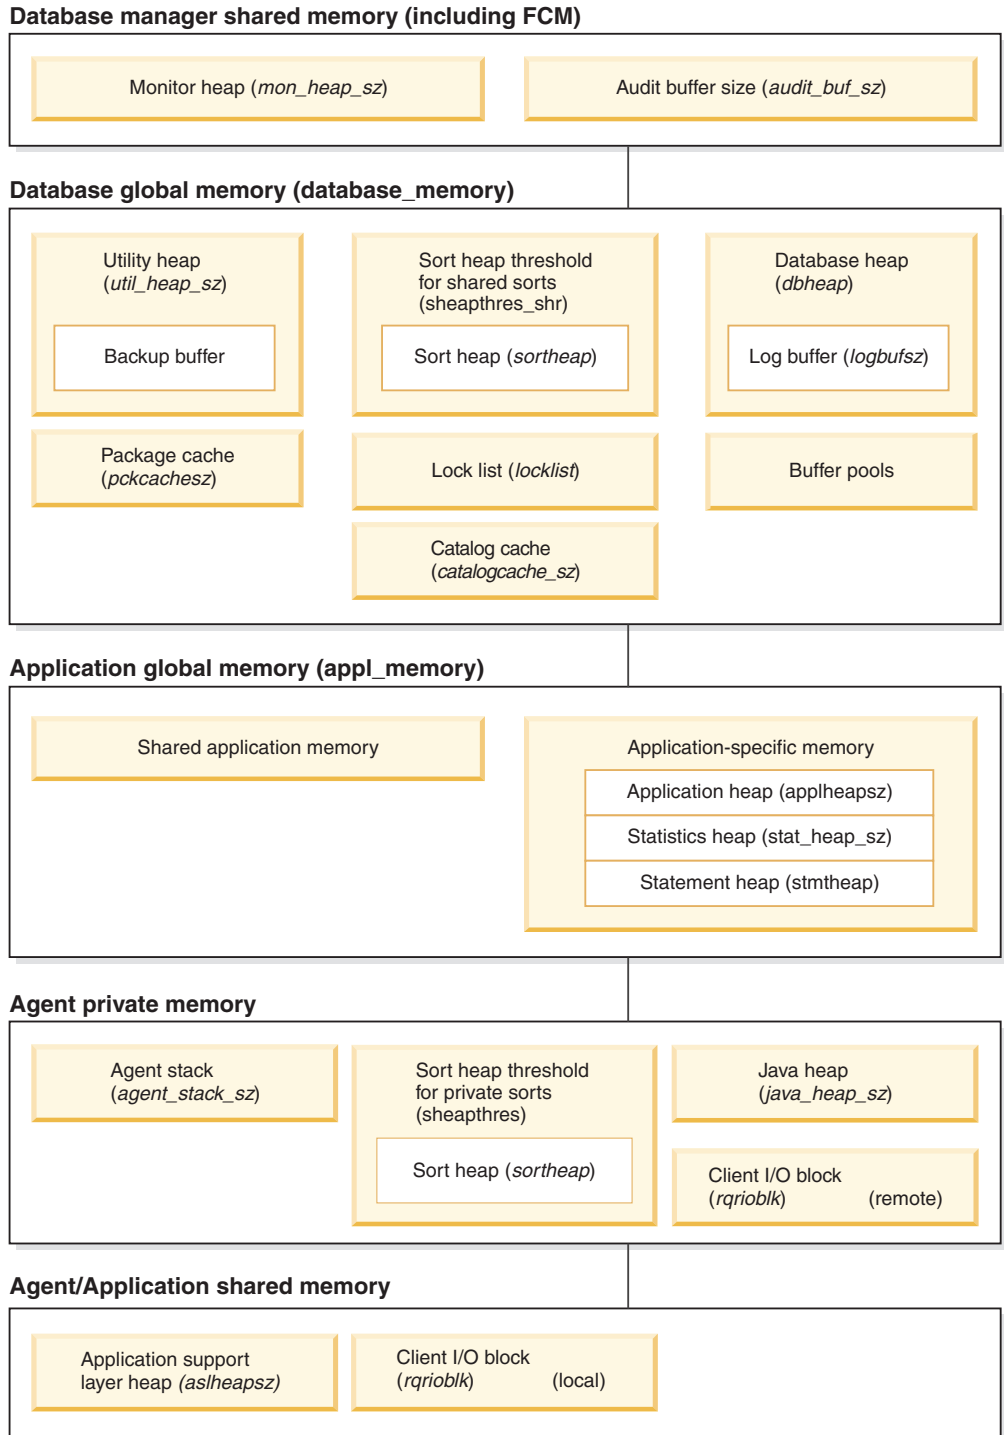 Database manager shared memory (including FCM)
Monitor heap (mon_heap_sz)
Audit buffer size (audit_buf_sz)
Database global memory (database_memory)
Utility heap
(util_heap_sz)
Backup buffer
Sort heap threshold
for shared sorts
(sheapthres_shr)
Sort heap (sortheap)
Database heap
(dbheap)
Log buffer (logbufsz)
Package cache
(pckcachesz)
Lock list (locklist)
Buffer pools
Catalog cache
(catalogcache_sz)
Application global memory (appl_memory)
Shared application memory
Application-specific memory
Application heap (applheapsz)
Statistics heap (stat_heap_sz)
Statement heap (stmtheap)
Agent private memory
Agent stack
(agent_stack_sz)
Sort heap threshold
for private sorts
(sheapthres)
Sort heap (sortheap)
Java heap
(java_heap_sz)
Client I/O block
(rqrioblk) (remote)
Agent/Application shared memory
Application support
layer heap (aslheapsz)
Client I/O block
(rqrioblk) (local)